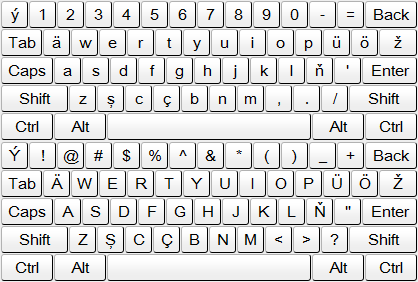 ý 1 2 3 4 5 6 7 8 9 0 - = Back
Tab ä w e r t y u i o p ü ö ž
Caps a s d f g h j k l ň ' Enter
Shift z ş c ç b n m , . / Shift
Ctrl Alt Alt Ctrl
Ý ! @ # $ % ^ & * ( ) _ + Back
Tab Ä W E R T Y U I O P Ü Ö Ž
Caps A S D F G H J K L Ň " Enter
Shift Z Ş C Ç B N M < > ? Shift
Ctrl Alt Alt Ctrl